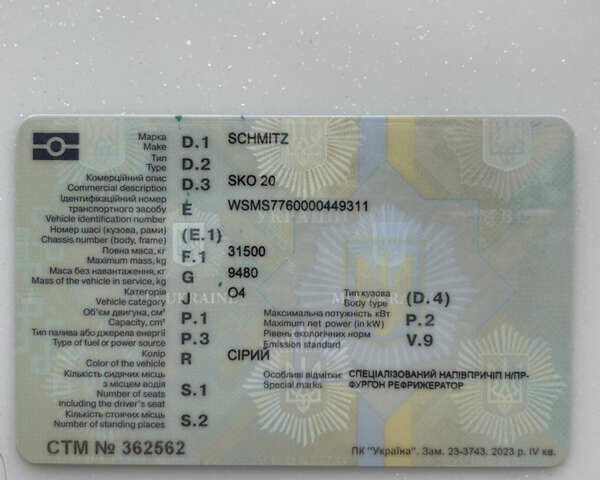 Марка
Make D.1 SCHMITZ
Тип
Type D.2
Комерційний опис
Commercial description D.3 SKO 20
Ідентифікаційний номер
транспортного засобу E WSMS7760000449311
Vehicle identification number
Номер шасі (кузова, рами) (E.1)
Chassis number (body, frame)
Повна маса, кг F.1 31500
Maximum mass, kg
Маса без навантаження, кг G 9480
Mass of the vehicle in service, kg
Категорія J O4 Тип кузова (D.4)
Vehicle category Body type
Об'єм двигуна, см³ P.1 Максимальна потужність кВт P.2
Capacity, cm³ Maximum net power (in kW)
Тип палива або джерела енергії P.3 Рівень екологічних норм V.9
Type of fuel or power source Emission standard
Колір R СІРИЙ
Color of the vehicle
Кількість сидячих місць Особливі відмітки: СПЕЦІАЛІЗОВАНИЙ НАПІВПРИЧІП Н/ПР-
з місцем водія S.1 Special marks ФУРГОН РЕФРИЖЕРАТОР
Number of seats
including the driver's seat
Кількість стоячих місць S.2
Number of standing places
СТМ № 362562 ПК "Україна". Зам. 23-3743. 2023 р. IV кв.
УКРАЇНА
UKRAINE